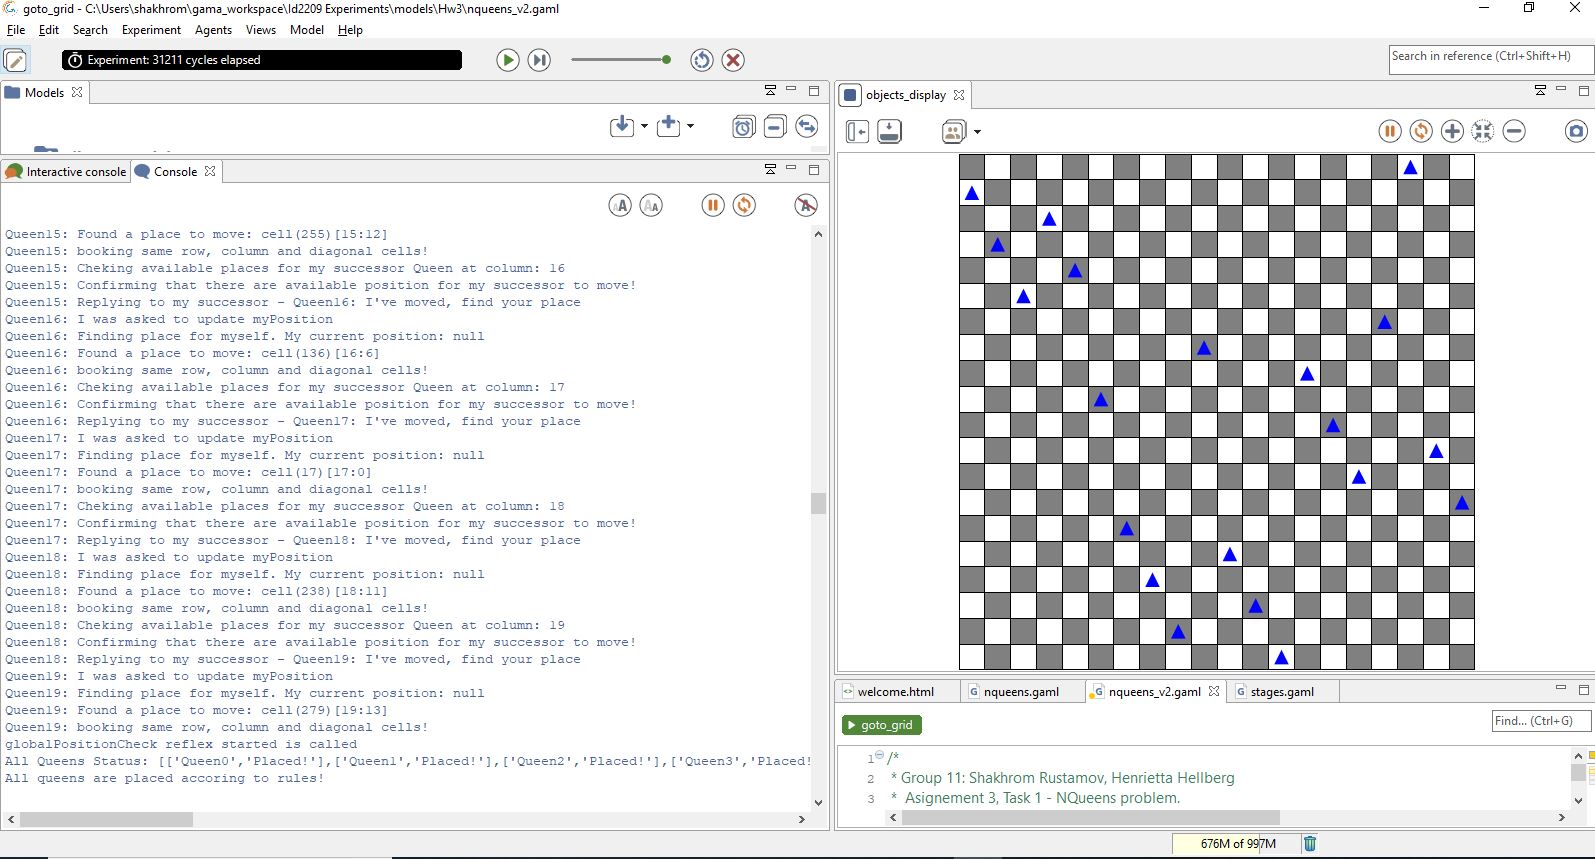 goto_grid - C:\Users\shakhrom\gama_workspace\Id2209 Experiments\models\Hw3\nqueens_v2.gaml
File Edit Search Experiment Agents Views Model Help
Experiment: 31211 cycles elapsed
Search in reference (Ctrl+Shift+H)
Models
Interactive console Console
Queen15: Found a place to move: cell(255)[15:12]
Queen15: booking same row, column and diagonal cells!
Queen15: Cheking available places for my successor Queen at column: 16
Queen15: Confirming that there are available position for my successor to move!
Queen15: Replying to my successor - Queen16: I've moved, find your place
Queen16: I was asked to update myPosition
Queen16: Finding place for myself. My current position: null
Queen16: Found a place to move: cell(136)[16:6]
Queen16: booking same row, column and diagonal cells!
Queen16: Cheking available places for my successor Queen at column: 17
Queen16: Confirming that there are available position for my successor to move!
Queen16: Replying to my successor - Queen17: I've moved, find your place
Queen17: I was asked to update myPosition
Queen17: Finding place for myself. My current position: null
Queen17: Found a place to move: cell(17)[17:0]
Queen17: booking same row, column and diagonal cells!
Queen17: Cheking available places for my successor Queen at column: 18
Queen17: Confirming that there are available position for my successor to move!
Queen17: Replying to my successor - Queen18: I've moved, find your place
Queen18: I was asked to update myPosition
Queen18: Finding place for myself. My current position: null
Queen18: Found a place to move: cell(238)[18:11]
Queen18: booking same row, column and diagonal cells!
Queen18: Cheking available places for my successor Queen at column: 19
Queen18: Confirming that there are available position for my successor to move!
Queen18: Replying to my successor - Queen19: I've moved, find your place
Queen19: I was asked to update myPosition
Queen19: Finding place for myself. My current position: null
Queen19: Found a place to move: cell(279)[19:13]
Queen19: booking same row, column and diagonal cells!
globalPositionCheck reflex started is called
All Queens Status: [['Queen0','Placed!'],['Queen1','Placed!'],['Queen2','Placed!'],['Queen3','Placed!
All queens are placed accoring to rules!
objects_display
welcome.html nqueens.gaml nqueens_v2.gaml stages.gaml
goto_grid
Find... (Ctrl+G)
1 /*
2 * Group 11: Shakhrom Rustamov, Henrietta Hellberg
3 * Asignement 3, Task 1 - NQueens problem.
676M of 997M